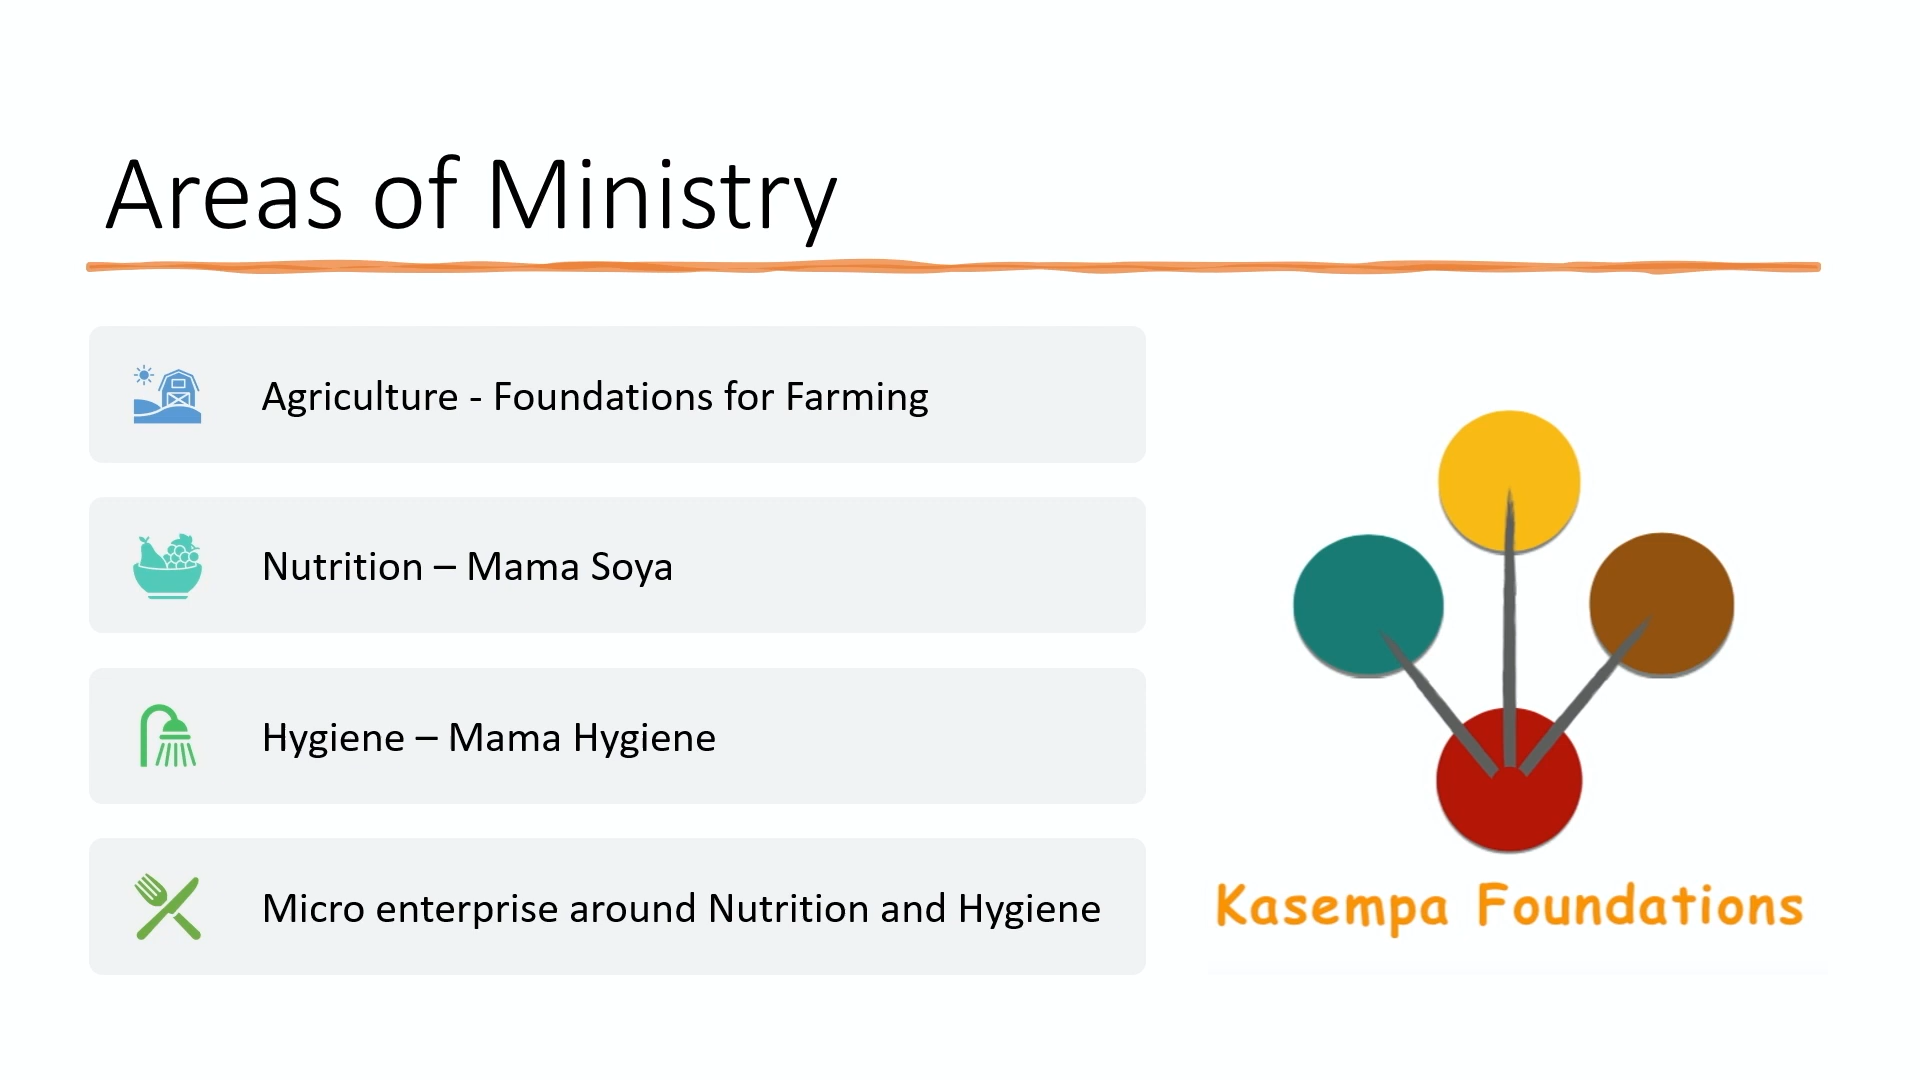 Areas of Ministry
Agriculture - Foundations for Farming
Nutrition – Mama Soya
Hygiene – Mama Hygiene
Micro enterprise around Nutrition and Hygiene
Kasempa Foundations